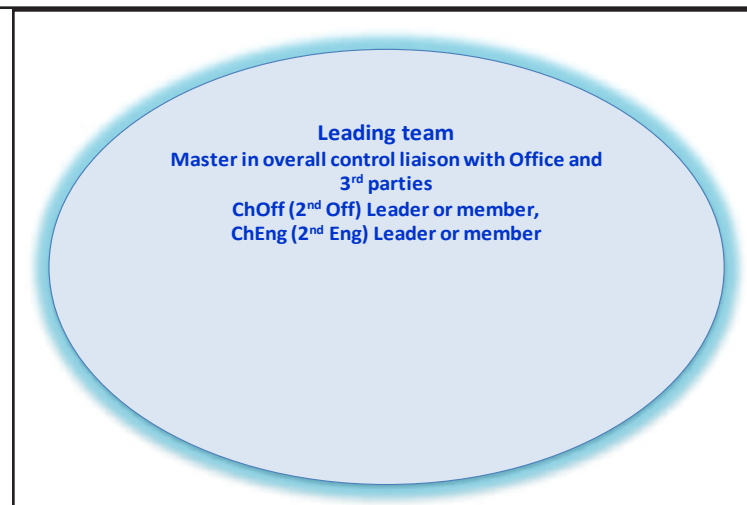 Leading team
Master in overall control liaison with Office and
3rd parties
ChOff (2nd Off) Leader or member,
ChEng (2nd Eng) Leader or member